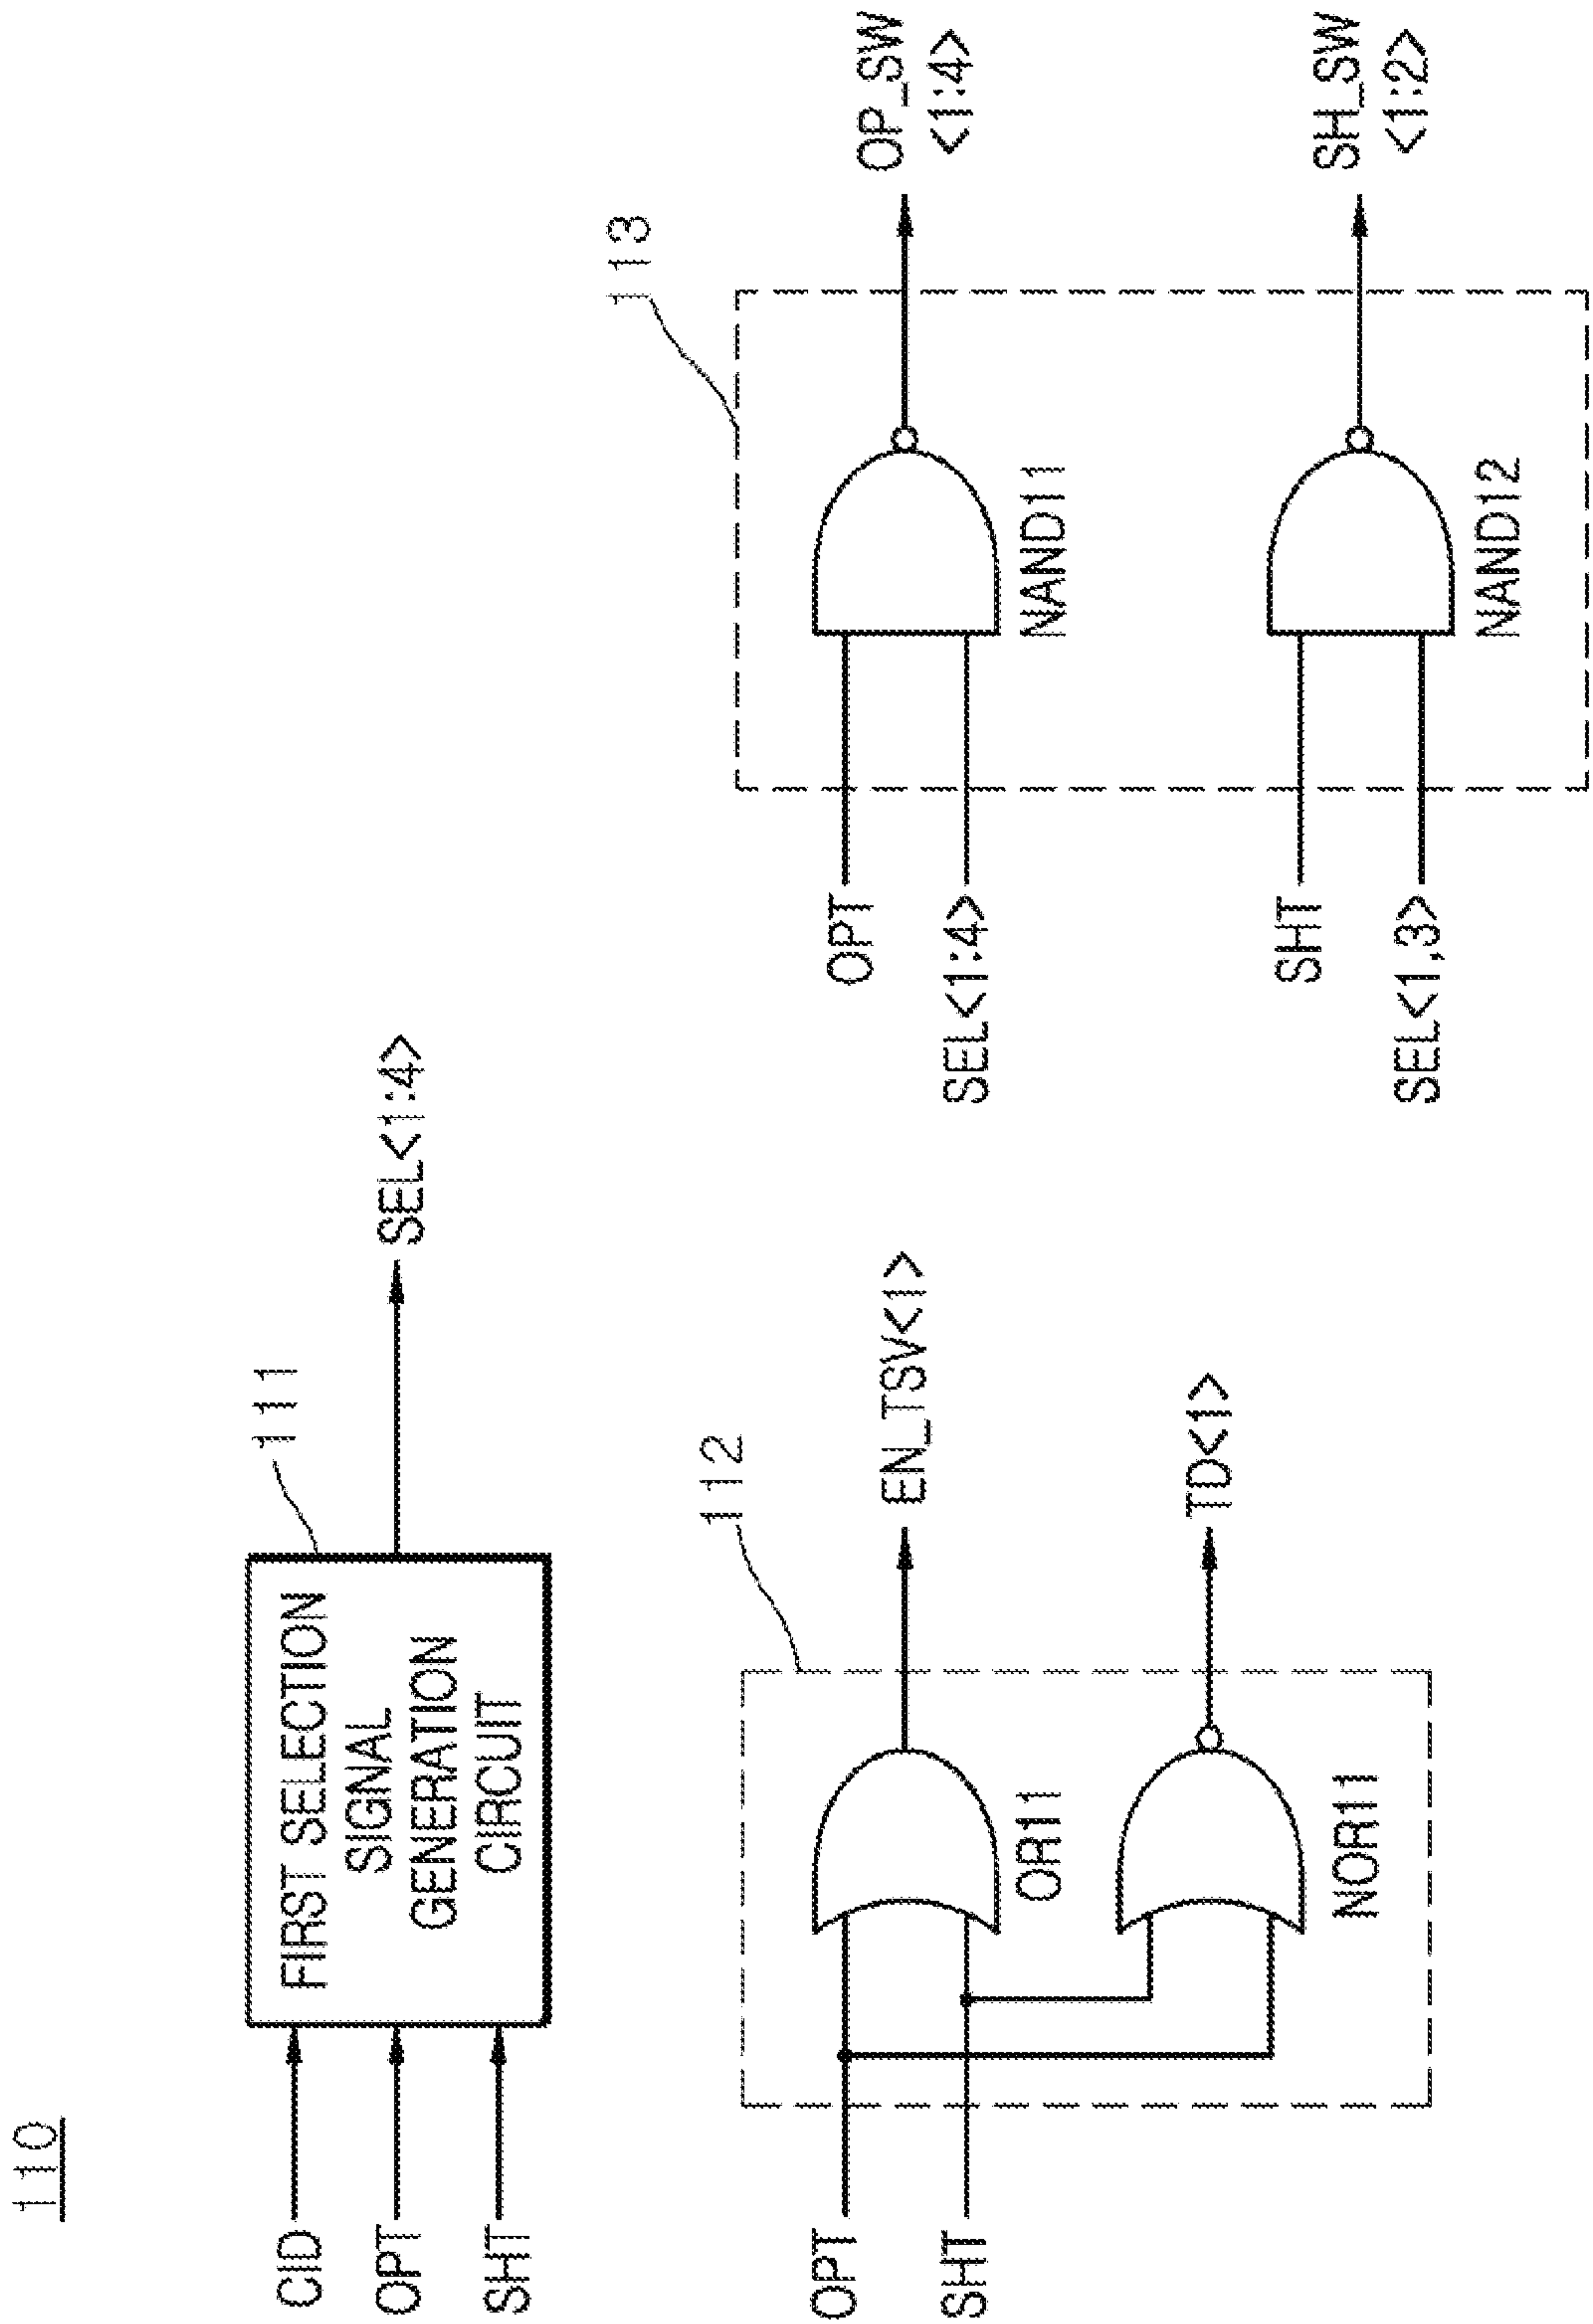 110
111
CID
OPT
SHT
FIRST SELECTION
SIGNAL
GENERATION
CIRCUIT
SEL<1:4>
112
OPT
SHT
OR11
NOR11
EN_TSV<1>
TD<1>
113
OPT
SEL<1:4>
NAND11
OP_SW
<1:4>
SHT
SEL<1,3>
NAND12
SH_SW
<1:2>